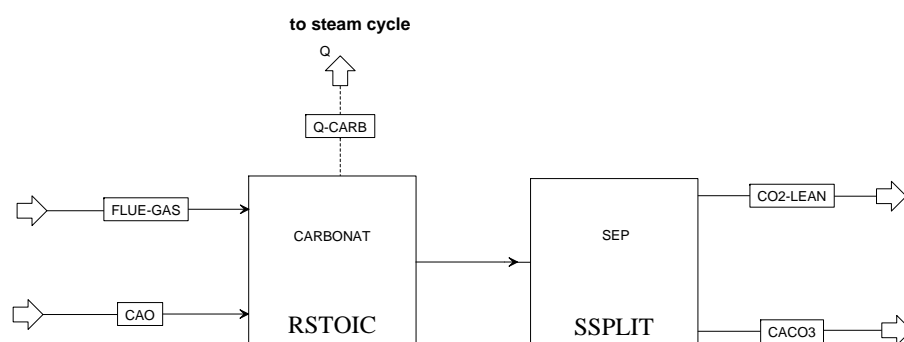 to steam cycle
Q
Q-CARB
FLUE-GAS
CO2-LEAN
CARBONAT
SEP
CAO
RSTOIC
SSPLIT
CACO3